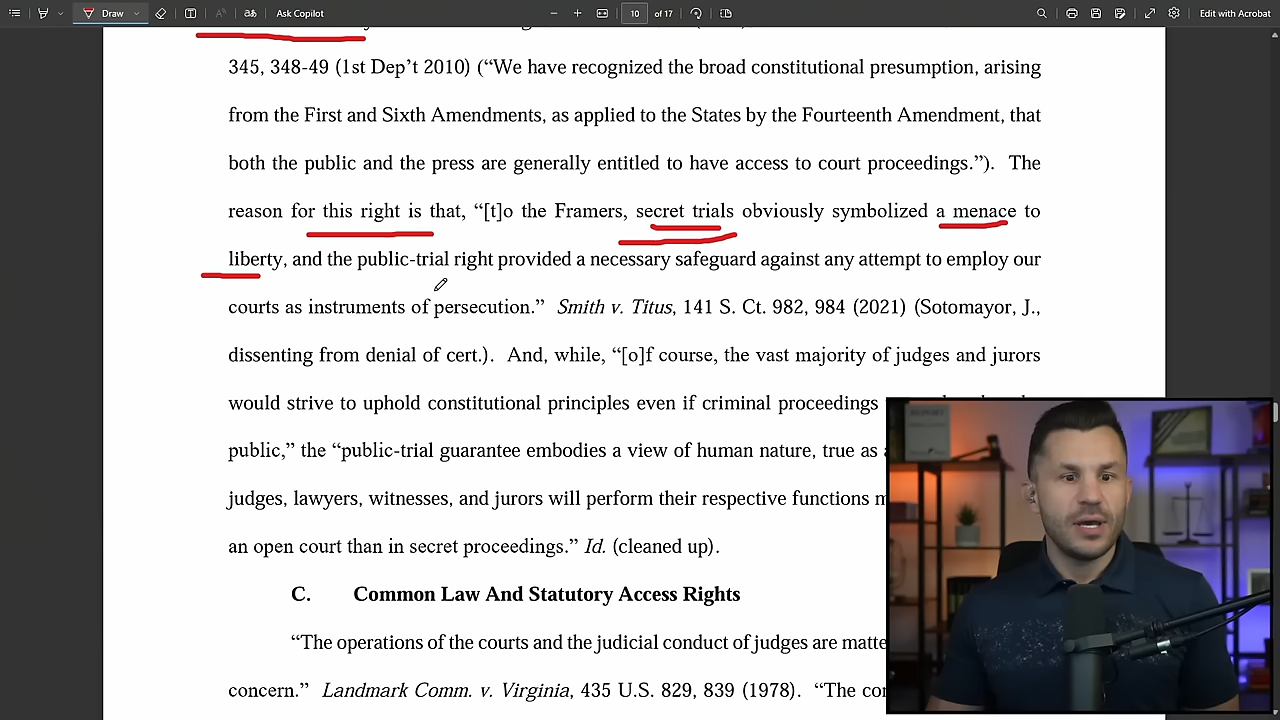 Draw
Ask Copilot
10 of 17
Edit with Acrobat
345, 348-49 (1st Dep’t 2010) (“We have recognized the broad constitutional presumption, arising
from the First and Sixth Amendments, as applied to the States by the Fourteenth Amendment, that
both the public and the press are generally entitled to have access to court proceedings.”). The
reason for this right is that, “[t]o the Framers, secret trials obviously symbolized a menace to
liberty, and the public-trial right provided a necessary safeguard against any attempt to employ our
courts as instruments of persecution.” Smith v. Titus, 141 S. Ct. 982, 984 (2021) (Sotomayor, J.,
dissenting from denial of cert.). And, while, “[o]f course, the vast majority of judges and jurors
would strive to uphold constitutional principles even if criminal proceedings
public,” the “public-trial guarantee embodies a view of human nature, true as
judges, lawyers, witnesses, and jurors will perform their respective functions
an open court than in secret proceedings.” Id. (cleaned up).
C. Common Law And Statutory Access Rights
“The operations of the courts and the judicial conduct of judges are
concern.” Landmark Comm. v. Virginia, 435 U.S. 829, 839 (1978). “The